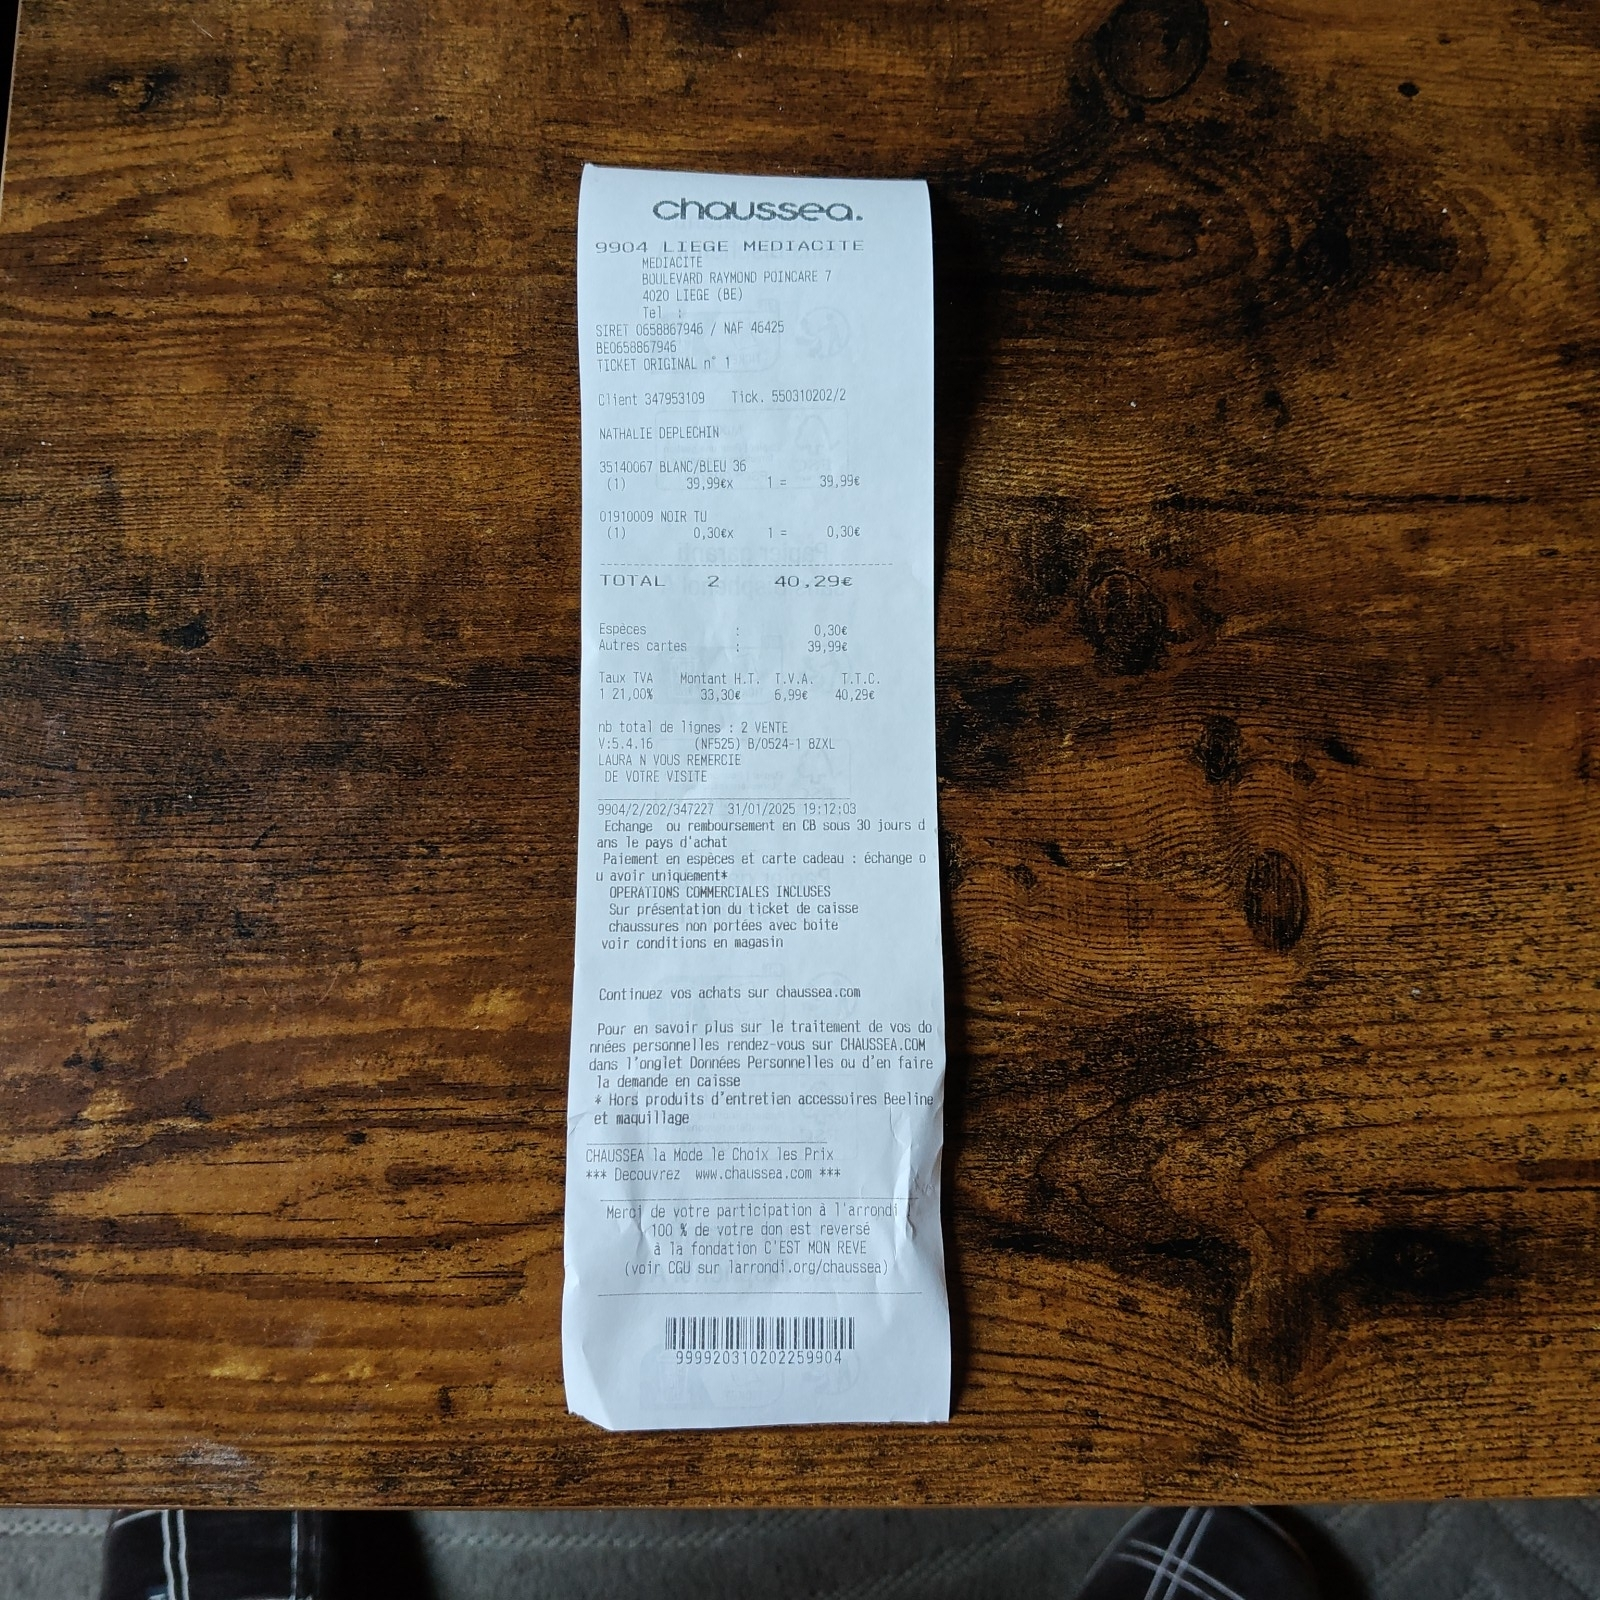 chaussea.
9904 LIEGE MEDIACITE
MEDIACITE
BOULEVARD RAYMOND POINCARE 7
4020 LIEGE (BE)
Tel :
SIRET 0658867946 / NAF 46425
BE0658867946
TICKET ORIGINAL n° 1
Client 347953109 Tick. 550310202/2
NATHALIE DEPLECHIN
35140067 BLANC/BLEU 36
(1) 39,99€x 1 = 39,99€
01910009 NOIR TU
(1) 0,30€x 1 = 0,30€
TOTAL 2 40,29€
Espèces : 0,30€
Autres cartes : 39,99€
Taux TVA Montant H.T. T.V.A. T.T.C.
1 21,00% 33,30€ 6,99€ 40,29€
nb total de lignes : 2 VENTE
V:5.4.16 (NF525) B/0524-1 8ZXL
LAURA N VOUS REMERCIE
DE VOTRE VISITE
9904/2/202/347227 31/01/2025 19:12:03
Echange ou remboursement en CB sous 30 jours d
ans le pays d'achat
Paiement en espèces et carte cadeau : échange o
u avoir uniquement*
OPERATIONS COMMERCIALES INCLUSES
Sur présentation du ticket de caisse
chaussures non portées avec boite
voir conditions en magasin
Continuez vos achats sur chaussea.com
Pour en savoir plus sur le traitement de vos do
nnées personnelles rendez-vous sur CHAUSSEA.COM
dans l'onglet Données Personnelles ou d'en faire
la demande en caisse
* Hors produits d'entretien accessoires Beeline
et maquillage
CHAUSSEA la Mode le Choix les Prix
*** Decouvrez www.chaussea.com ***
Merci de votre participation à l'arrondi
100 % de votre don est reversé
à la fondation C'EST MON REVE
(voir CGU sur larrondi.org/chaussea)
999920310202259904